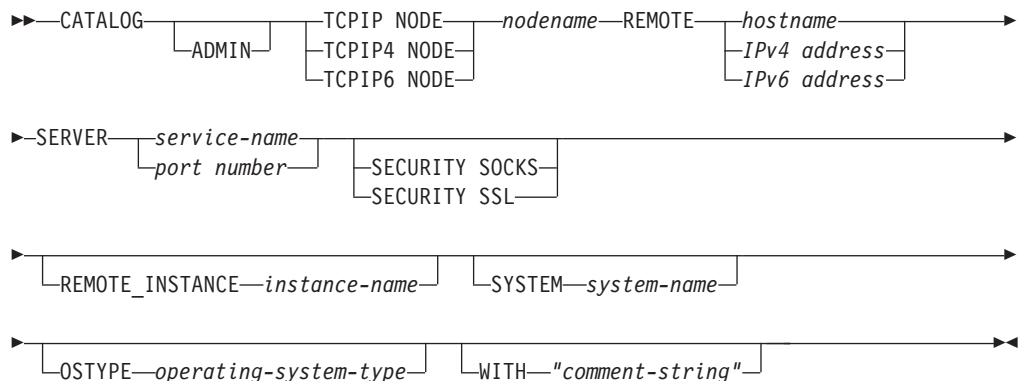 CATALOG TCPIP NODE nodename REMOTE hostname
ADMIN TCPIP4 NODE IPv4 address
TCPIP6 NODE IPv6 address
SERVER service-name
port number SECURITY SOCKS
SECURITY SSL
REMOTE_INSTANCE instance-name SYSTEM system-name
OSTYPE operating-system-type WITH "comment-string"